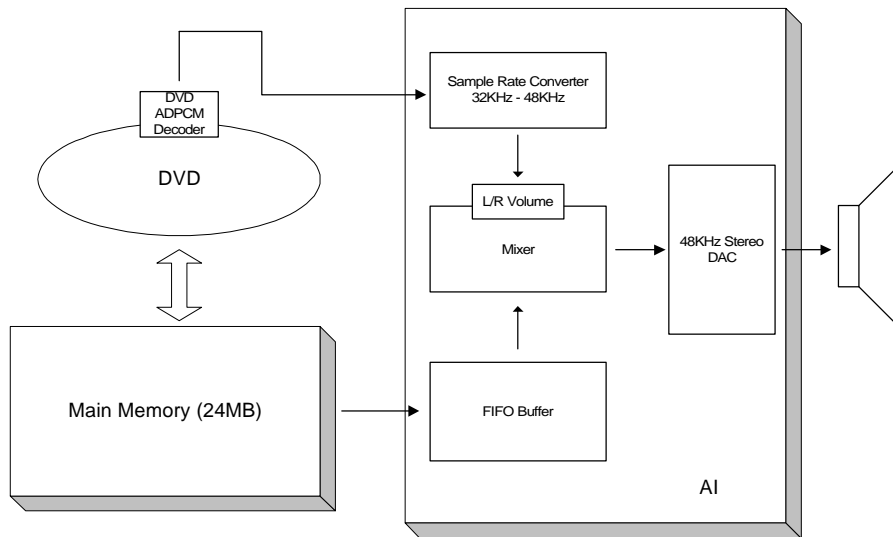 DVD
ADPCM
Decoder
DVD
Main Memory (24MB)
Sample Rate Converter
32KHz - 48KHz
L/R Volume
Mixer
FIFO Buffer
48KHz Stereo
DAC
AI